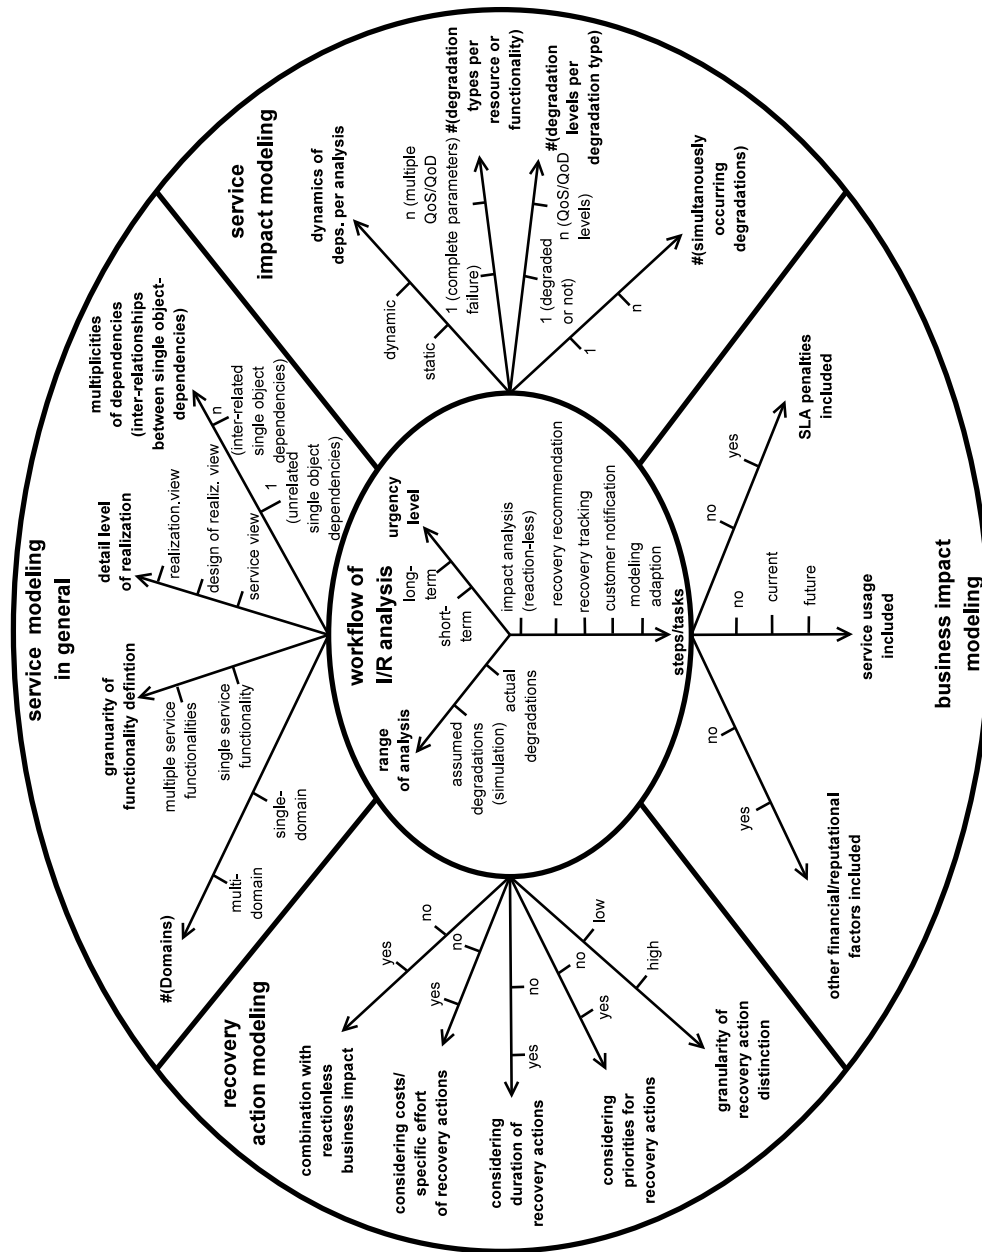 service modeling
in general
#(Domains)
multi-
domain
single-
domain
granuarity of
functionality defintion
multiple service
functionalities
single service
functionality
detail level
of realization
realization.view
design of realiz. view
service view
multiplicities
of dependencies
(inter-relationships
between single object-
dependencies)
n
(inter-related
single object
dependencies)
1
(unrelated
single object
dependencies)
recovery
action modeling
combination with
reactionless
business impact
yes
no
considering costs/
specific effort
of recovery actions
yes
no
considering
duration of
recovery actions
yes
no
considering
priorities for
recovery actions
yes
no
granularity of
recovery action
distinction
high
low
workflow of
I/R analysis
range
of analysis
assumed
degradations
(simulation)
actual
degradations
urgency
level
long-
term
short-
term
impact analysis
(reaction-less)
recovery recommendation
recovery tracking
customer notification
modeling
adaption
steps/tasks
service
impact modeling
dynamics of
deps. per analysis
dynamic
static
#(degradation
types per
resource or
functionality)
n (multiple
QoS/QoD
parameters)
1 (complete
failure)
#(degradation
levels per
degradation type)
n (QoS/QoD
levels)
1 (degraded
or not)
#(simultanously
occurring
degradations)
1
n
business impact
modeling
other financial/reputational
factors included
yes
no
service usage
included
no
current
future
SLA penalties
included
no
yes